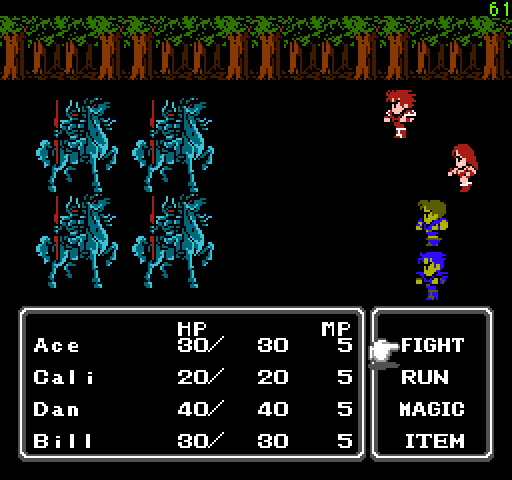 61
HP MP
Ace 30/ 30 5 FIGHT
Cali 20/ 20 5 RUN
Dan 40/ 40 5 MAGIC
Bill 30/ 30 5 ITEM